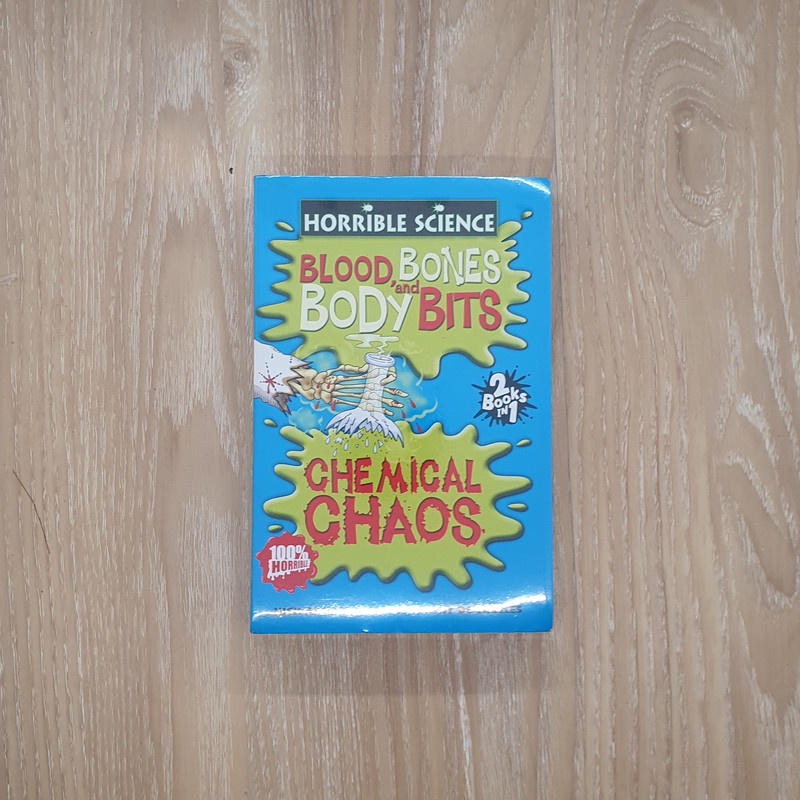 HORRIBLE SCIENCE
BLOOD, BONES
and
BODY BITS
2
Books
IN 1
CHEMICAL
CHAOS
100%
HORRIBLE